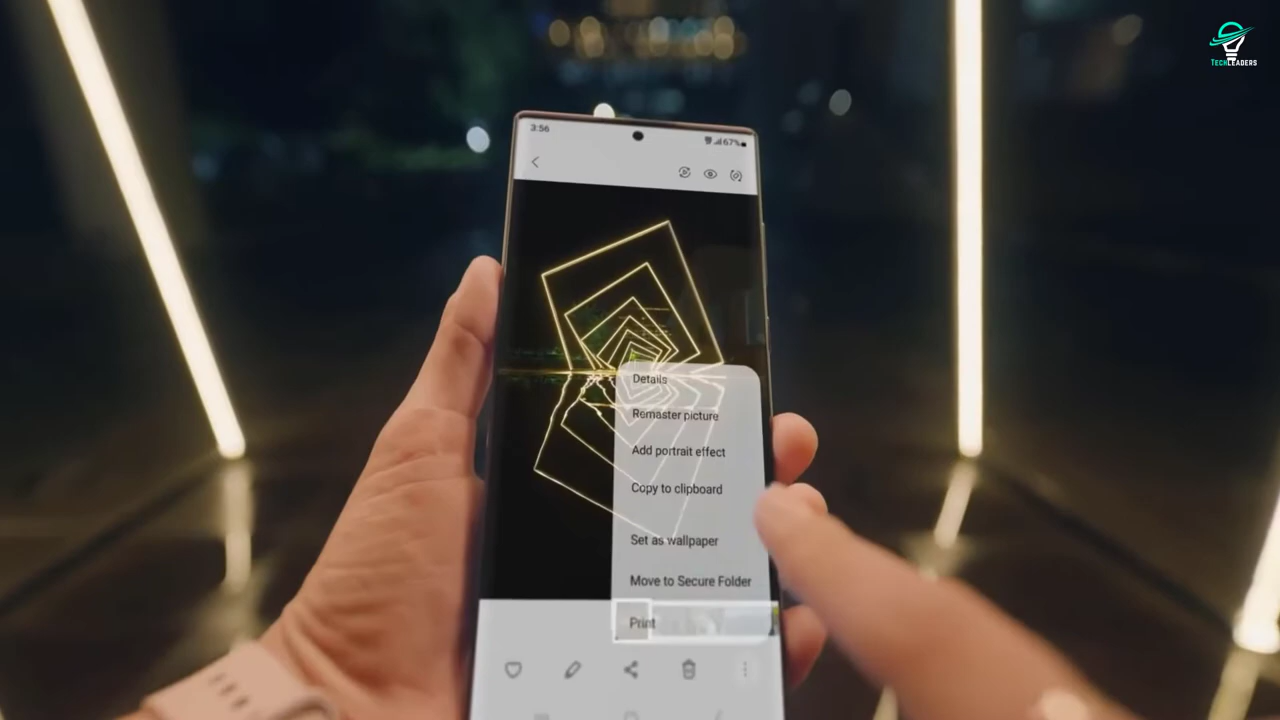 TECHLEADERS
3:56
67%
Details
Remaster picture
Add portrait effect
Copy to clipboard
Set as wallpaper
Move to Secure Folder
Print